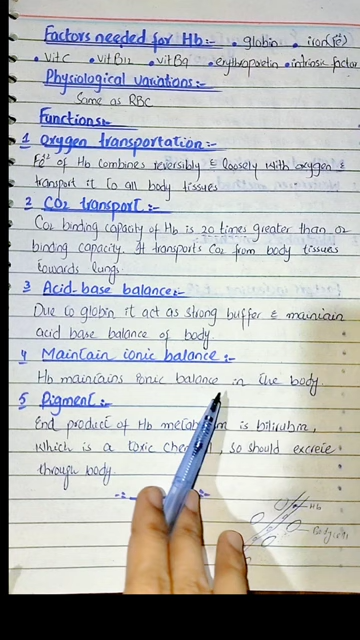 Factors needed for Hb:- • globin • iron (Fe²)
• vit C • vit B12 • vit B9 • erythropoietin • intrinsic factor
Physiological variations:-
Same as RBC
Functions:-
1 Oxygen transportation:-
Fe⁺² of Hb combines reversibly & loosely with oxygen &
transport it to all body tissues
2 CO2 transport:-
CO2 binding capacity of Hb is 20 times greater than O2
binding capacity. It transports CO2 from body tissues
towards lungs.
3 Acid-base balance:-
Due to globin it act as strong buffer & maintain
acid base balance of body.
4 Maintain ionic balance:-
Hb maintains ionic balance in the body.
5 Pigment:-
End product of Hb is bilirubin,
which is a toxic , so should excrete
through body.
Hb